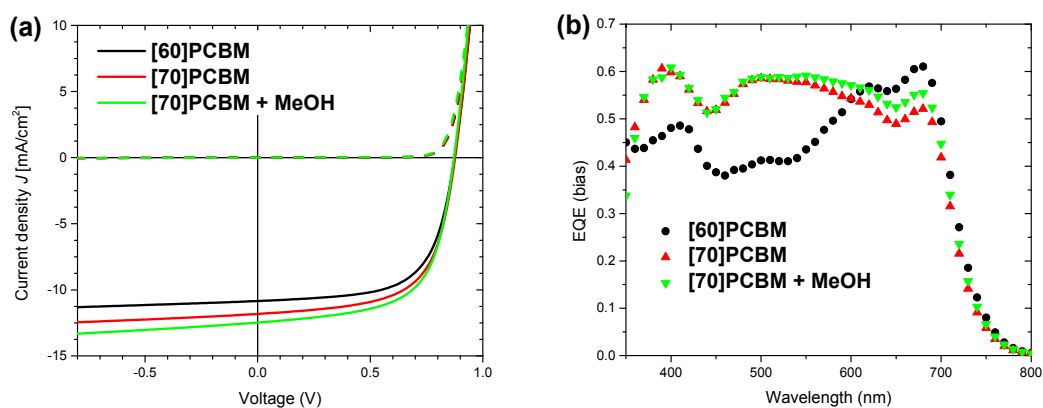 (a)
[60]PCBM
[70]PCBM
[70]PCBM + MeOH
Current density J [mA/cm²]
10
5
0
-5
-10
-15
-0.5
0.0
0.5
1.0
Voltage (V)
(b)
[60]PCBM
[70]PCBM
[70]PCBM + MeOH
EQE (bias)
0.7
0.6
0.5
0.4
0.3
0.2
0.1
0.0
400
500
600
700
800
Wavelength (nm)